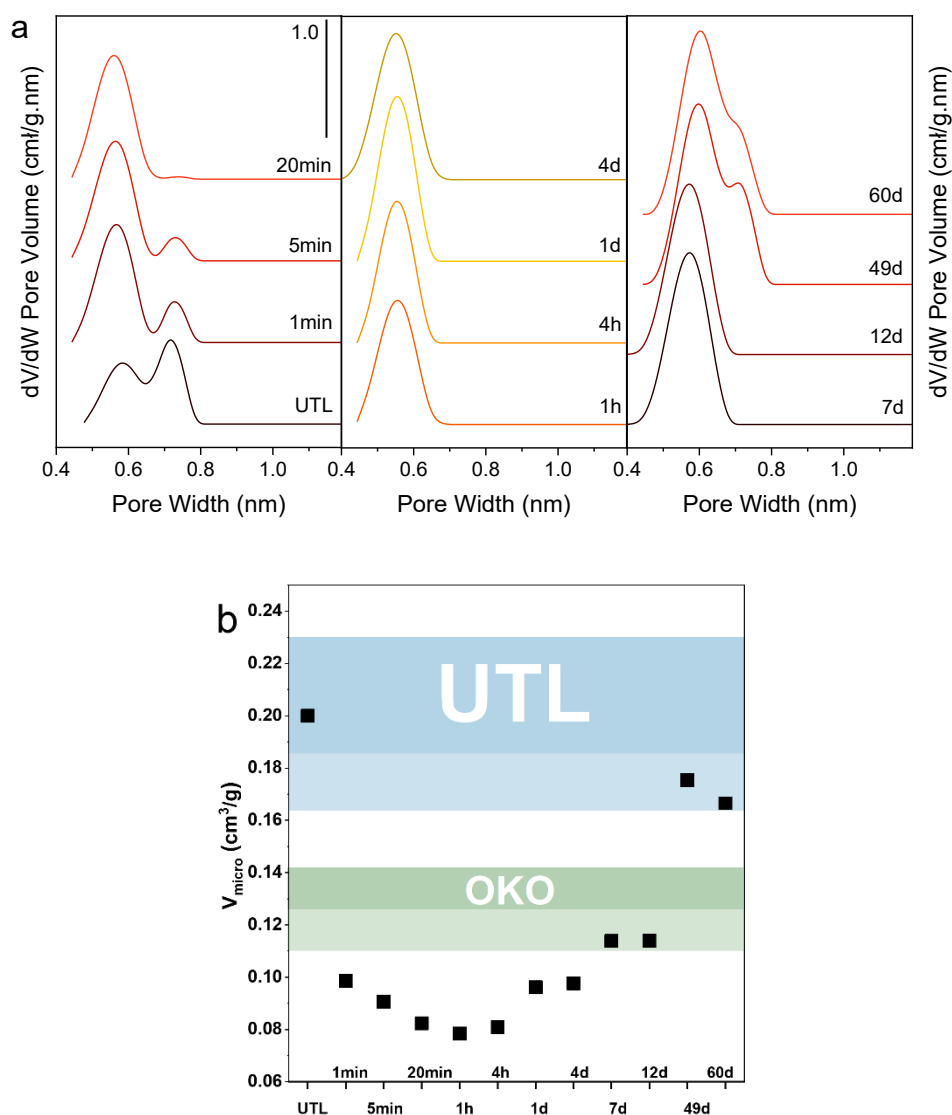 a
dV/dW Pore Volume (cmł/g.nm)
1.0
20min
5min
1min
UTL
4d
1d
4h
1h
60d
49d
12d
7d
dV/dW Pore Volume (cmł/g.nm)
0.4 0.6 0.8 1.0 0.4 0.6 0.8 1.0 0.4 0.6 0.8 1.0
Pore Width (nm) Pore Width (nm) Pore Width (nm)
b
V_micro (cm³/g)
0.24
0.22
0.20
0.18
0.16
0.14
0.12
0.10
0.08
0.06
UTL
OKO
1min 20min 4h 4d 12d 60d
UTL 5min 1h 1d 7d 49d